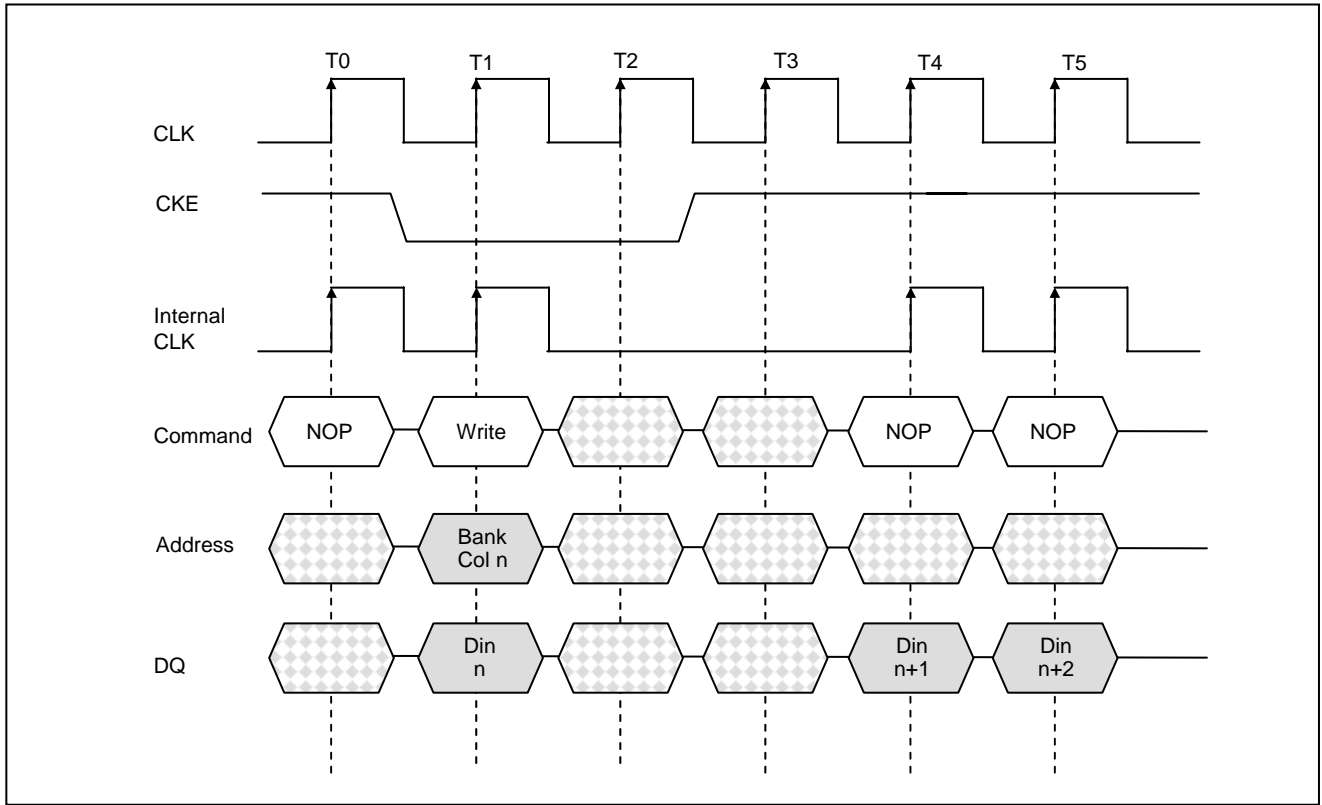 T0 T1 T2 T3 T4 T5
CLK
CKE
Internal
CLK
Command NOP Write NOP NOP
Address Bank
Col n
DQ Din
n Din
n+1 Din
n+2